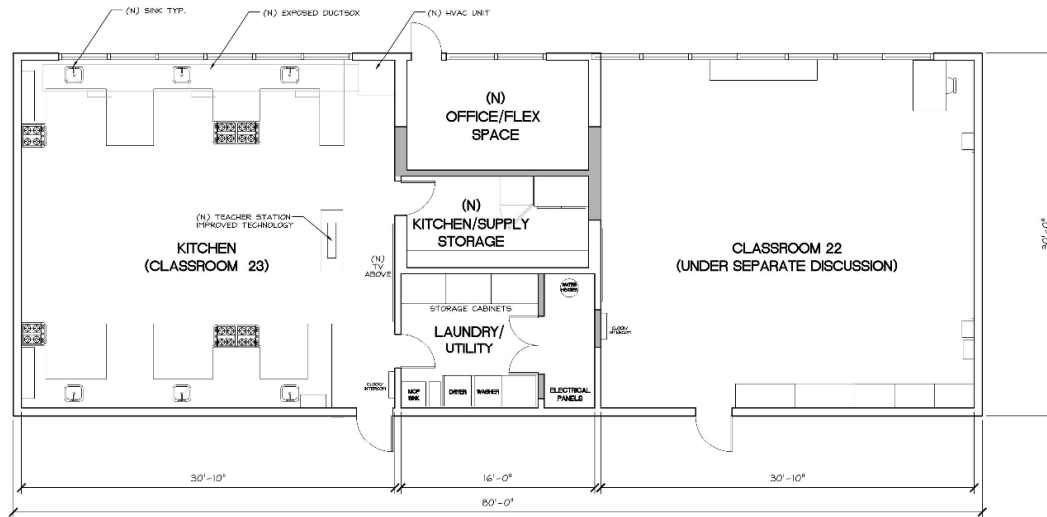 (N) SINK TYP.
(N) EXPOSED DUCTSOX
(N) HVAC UNIT
(N)
OFFICE/FLEX
SPACE
(N)
KITCHEN/SUPPLY
STORAGE
(N) TEACHER STATION
IMPROVED TECHNOLOGY
KITCHEN
(CLASSROOM 23)
(N)
TV
ABOVE
CLASSROOM 22
(UNDER SEPARATE DISCUSSION)
30'-0"
WATER
HEATER
STORAGE CABINETS
LAUNDRY/
UTILITY
CLOCK/
INTERCOM
CLOCK/
INTERCOM
MOP
SINK
DRYER
WASHER
ELECTRICAL
PANELS
30'-10"
16'-0"
30'-10"
80'-0"